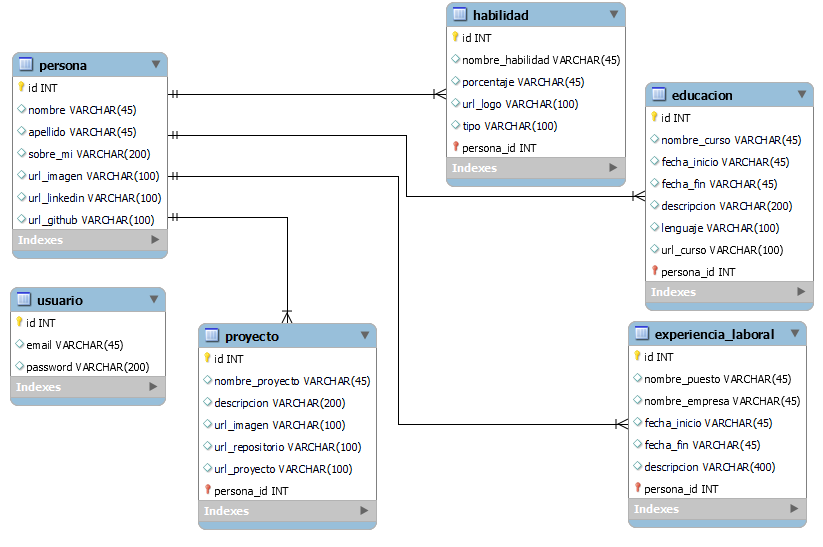 persona
id INT
nombre VARCHAR(45)
apellido VARCHAR(45)
sobre_mi VARCHAR(200)
url_imagen VARCHAR(100)
url_linkedin VARCHAR(100)
url_github VARCHAR(100)
Indexes
habilidad
id INT
nombre_habilidad VARCHAR(45)
porcentaje VARCHAR(45)
url_logo VARCHAR(100)
tipo VARCHAR(100)
persona_id INT
Indexes
educacion
id INT
nombre_curso VARCHAR(45)
fecha_inicio VARCHAR(45)
fecha_fin VARCHAR(45)
descripcion VARCHAR(200)
lenguaje VARCHAR(100)
url_curso VARCHAR(100)
persona_id INT
Indexes
usuario
id INT
email VARCHAR(45)
password VARCHAR(200)
Indexes
proyecto
id INT
nombre_proyecto VARCHAR(45)
descripcion VARCHAR(200)
url_imagen VARCHAR(100)
url_repositorio VARCHAR(100)
url_proyecto VARCHAR(100)
persona_id INT
Indexes
experiencia_laboral
id INT
nombre_puesto VARCHAR(45)
nombre_empresa VARCHAR(45)
fecha_inicio VARCHAR(45)
fecha_fin VARCHAR(45)
descripcion VARCHAR(400)
persona_id INT
Indexes